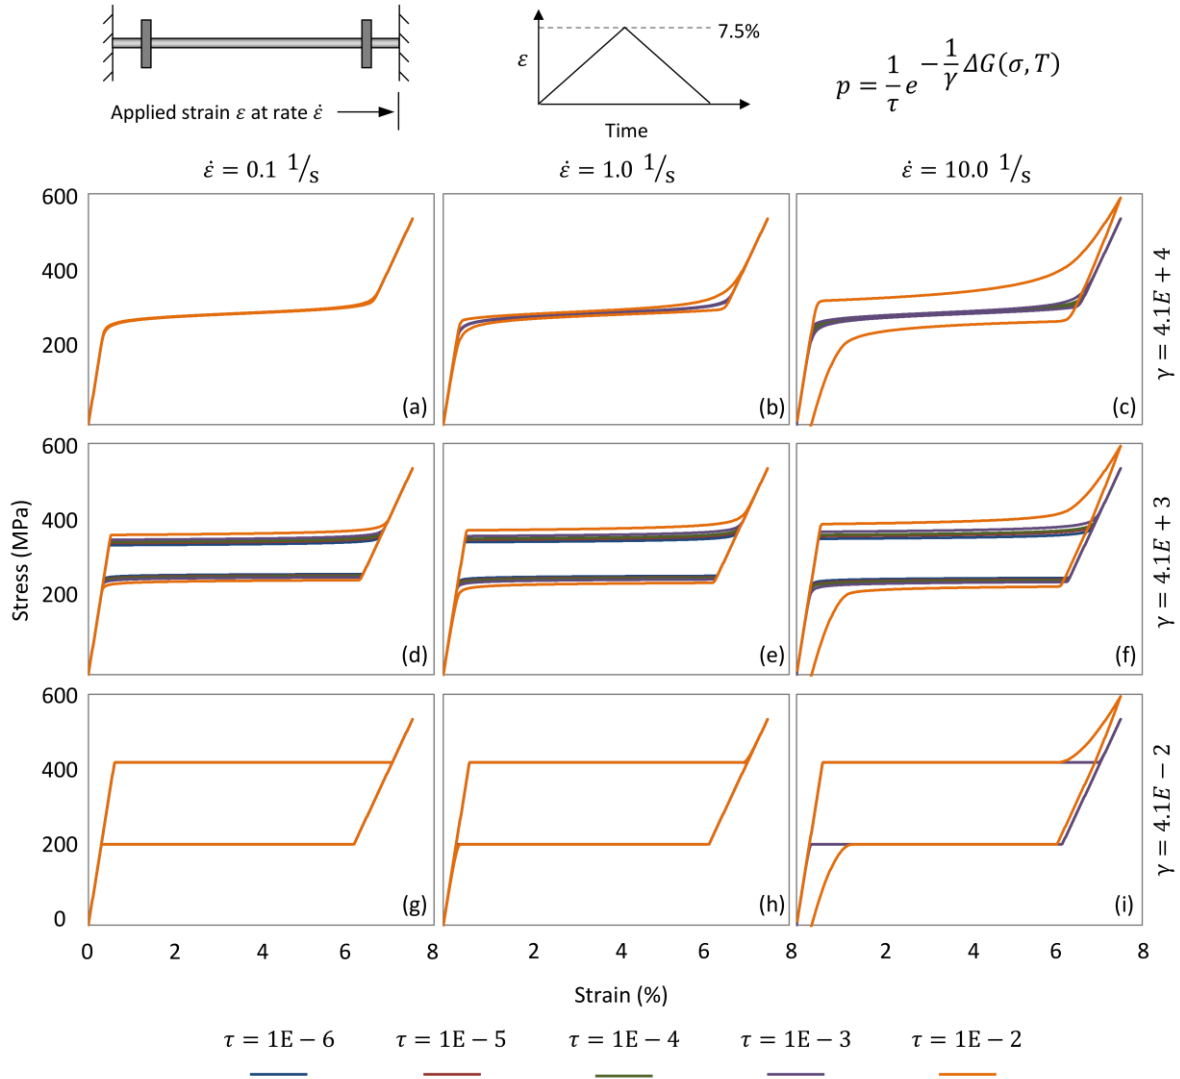 7.5%
ε
p = 1/τ e^(−1/γ ΔG(σ, T))
Applied strain ε at rate ε̇
Time
ε̇ = 0.1 1/s
ε̇ = 1.0 1/s
ε̇ = 10.0 1/s
600
400
200
(a)
(b)
(c)
γ = 4.1E + 4
600
400
200
(d)
(e)
(f)
γ = 4.1E + 3
Stress (MPa)
600
400
200
0
(g)
(h)
(i)
γ = 4.1E − 2
0 2 4 6 8 2 4 6 8 2 4 6 8
Strain (%)
τ = 1E − 6 τ = 1E − 5 τ = 1E − 4 τ = 1E − 3 τ = 1E − 2